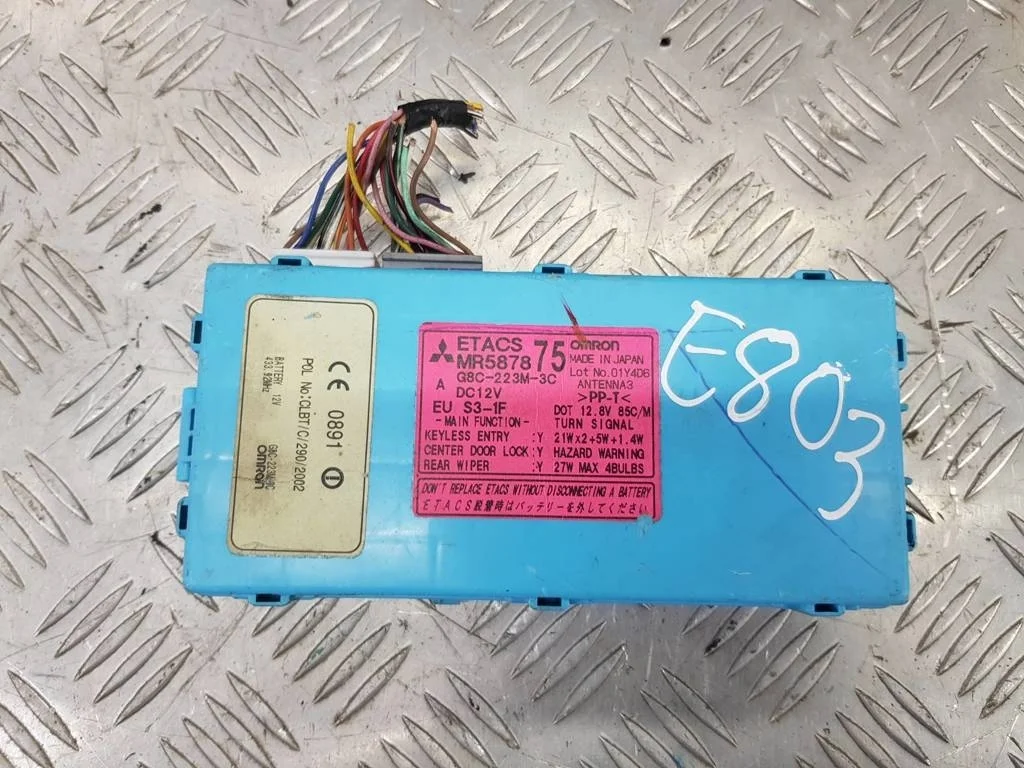 CE 0891
POL No:CLBT/C/290/2002
BATTERY 12V
433.92MHz
G8C-223M-3C
OMRON
ETACS 75
MR5878
G8C-223M-3C
A DC12V
EU S3-1F
- MAIN FUNCTION -
KEYLESS ENTRY :Y
CENTER DOOR LOCK :Y
REAR WIPER :Y
OMRON
MADE IN JAPAN
Lot No.01Y4D6
ANTENNA3
>PP-T<
DOT 12.8V 85C/M
TURN SIGNAL
21W×2+5W+1.4W
HAZARD WARNING
27W MAX 4BULBS
DON'T REPLACE ETACS WITHOUT DISCONNECTING A BATTERY
ETACS脱着時はバッテリーを外してください
E803